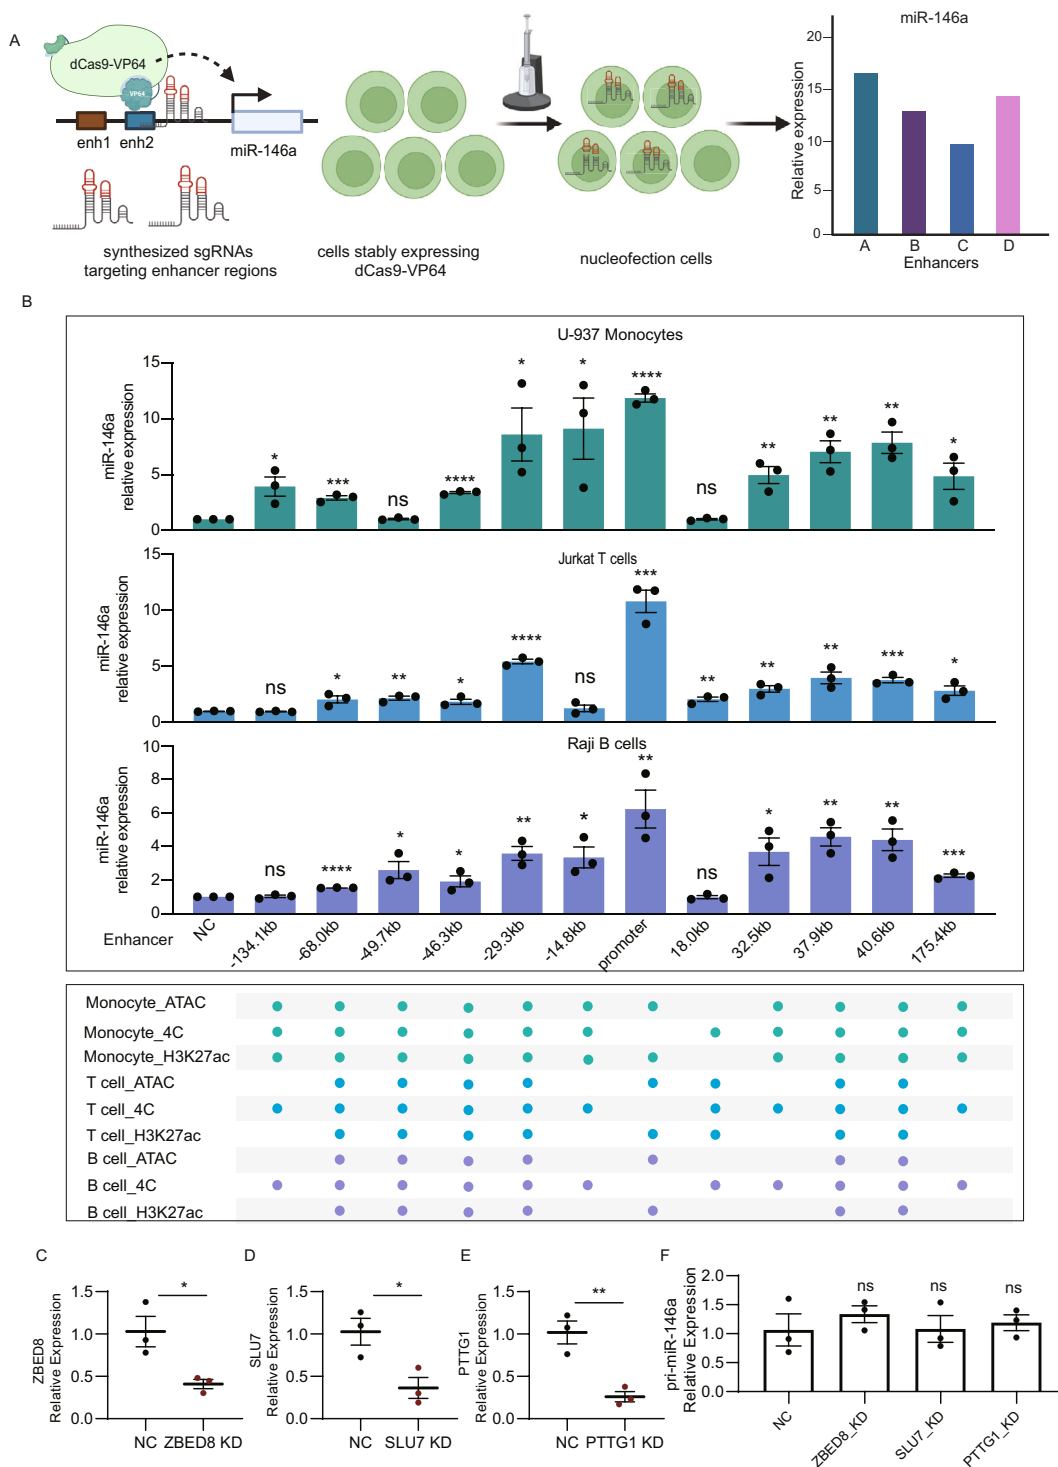 A
dCas9-VP64
VP64
enh1
enh2
miR-146a
synthesized sgRNAs
targeting enhancer regions
cells stably expressing
dCas9-VP64
nucleofection cells
miR-146a
Relative expression
20
15
10
5
0
A B C D
Enhancers
B
U-937 Monocytes
miR-146a
relative expression
15
10
5
0
* *** ns **** * * **** ns ** ** ** *
Jurkat T cells
miR-146a
relative expression
15
10
5
0
ns * ** * **** ns *** ** ** ** *** *
Raji B cells
miR-146a
relative expression
10
8
6
4
2
0
ns **** * * ** * ** ns * ** ** ***
Enhancer
NC
-134.1kb
-68.0kb
-49.7kb
-46.3kb
-29.3kb
-14.8kb
promoter
18.0kb
32.5kb
37.9kb
40.6kb
175.4kb
Monocyte_ATAC
Monocyte_4C
Monocyte_H3K27ac
T cell_ATAC
T cell_4C
T cell_H3K27ac
B cell_ATAC
B cell_4C
B cell_H3K27ac
C
ZBED8
Relative Expression
1.5
1.0
0.5
0.0
*
NC ZBED8 KD
D
SLU7
Relative Expression
1.5
1.0
0.5
0.0
*
NC SLU7 KD
E
PTTG1
Relative Expression
1.5
1.0
0.5
0.0
**
NC PTTG1 KD
F
pri-miR-146a
Relative Expression
2.0
1.5
1.0
0.5
0.0
ns ns ns
NC
ZBED8_KD
SLU7_KD
PTTG1_KD